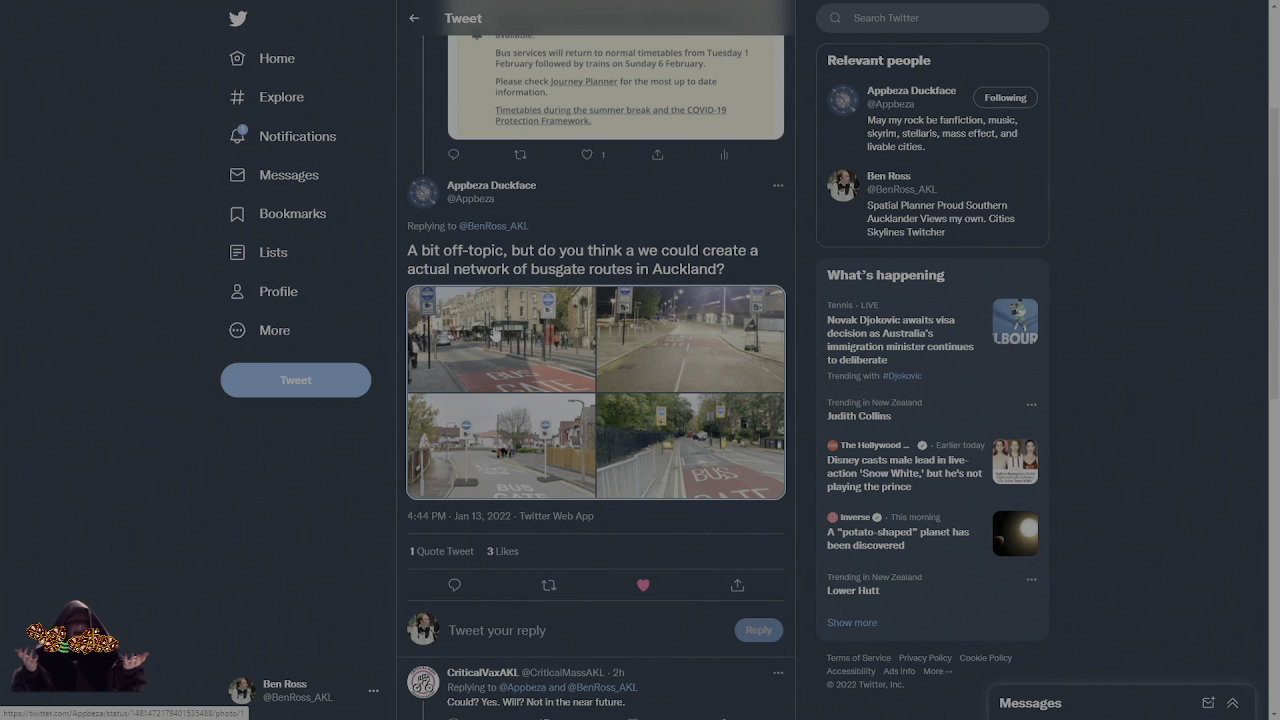 Home
Explore
1
Notifications
Messages
Bookmarks
Lists
Profile
More
Tweet
Ben Ross
@BenRoss_AKL
https://twitter.com/Appbeza/status/1481472179401535488/photo/1
Tweet
available.
Bus services will return to normal timetables from Tuesday 1
February followed by trains on Sunday 6 February.
Please check Journey Planner for the most up to date
information.
Timetables during the summer break and the COVID-19
Protection Framework.
1
Appbeza Duckface
@Appbeza
Replying to @BenRoss_AKL
A bit off-topic, but do you think a we could create a
actual network of busgate routes in Auckland?
BUS
GATE
BUS
GATE
BUS
GATE
4:44 PM · Jan 13, 2022 · Twitter Web App
1 Quote Tweet 3 Likes
Tweet your reply
Reply
CriticalVaxAKL @CriticalMassAKL · 2h
Replying to @Appbeza and @BenRoss_AKL
Could? Yes. Will? Not in the near future.
Search Twitter
Relevant people
Appbeza Duckface
@Appbeza
Following
May my rock be fanfiction, music,
skyrim, stellaris, mass effect, and
livable cities.
Ben Ross
@BenRoss_AKL
Spatial Planner Proud Southern
Aucklander Views my own. Cities
Skylines Twitcher
What's happening
Tennis · LIVE
Novak Djokovic awaits visa
decision as Australia's
immigration minister continues
to deliberate
LBOUR
Trending with #Djokovic
Trending in New Zealand
Judith Collins
The Hollywood ... · Earlier today
Disney casts male lead in live-
action 'Snow White,' but he's not
playing the prince
Inverse · This morning
A "potato-shaped" planet has
been discovered
Trending in New Zealand
Lower Hutt
Show more
Terms of Service Privacy Policy Cookie Policy
Accessibility Ads info More ···
© 2022 Twitter, Inc.
Messages